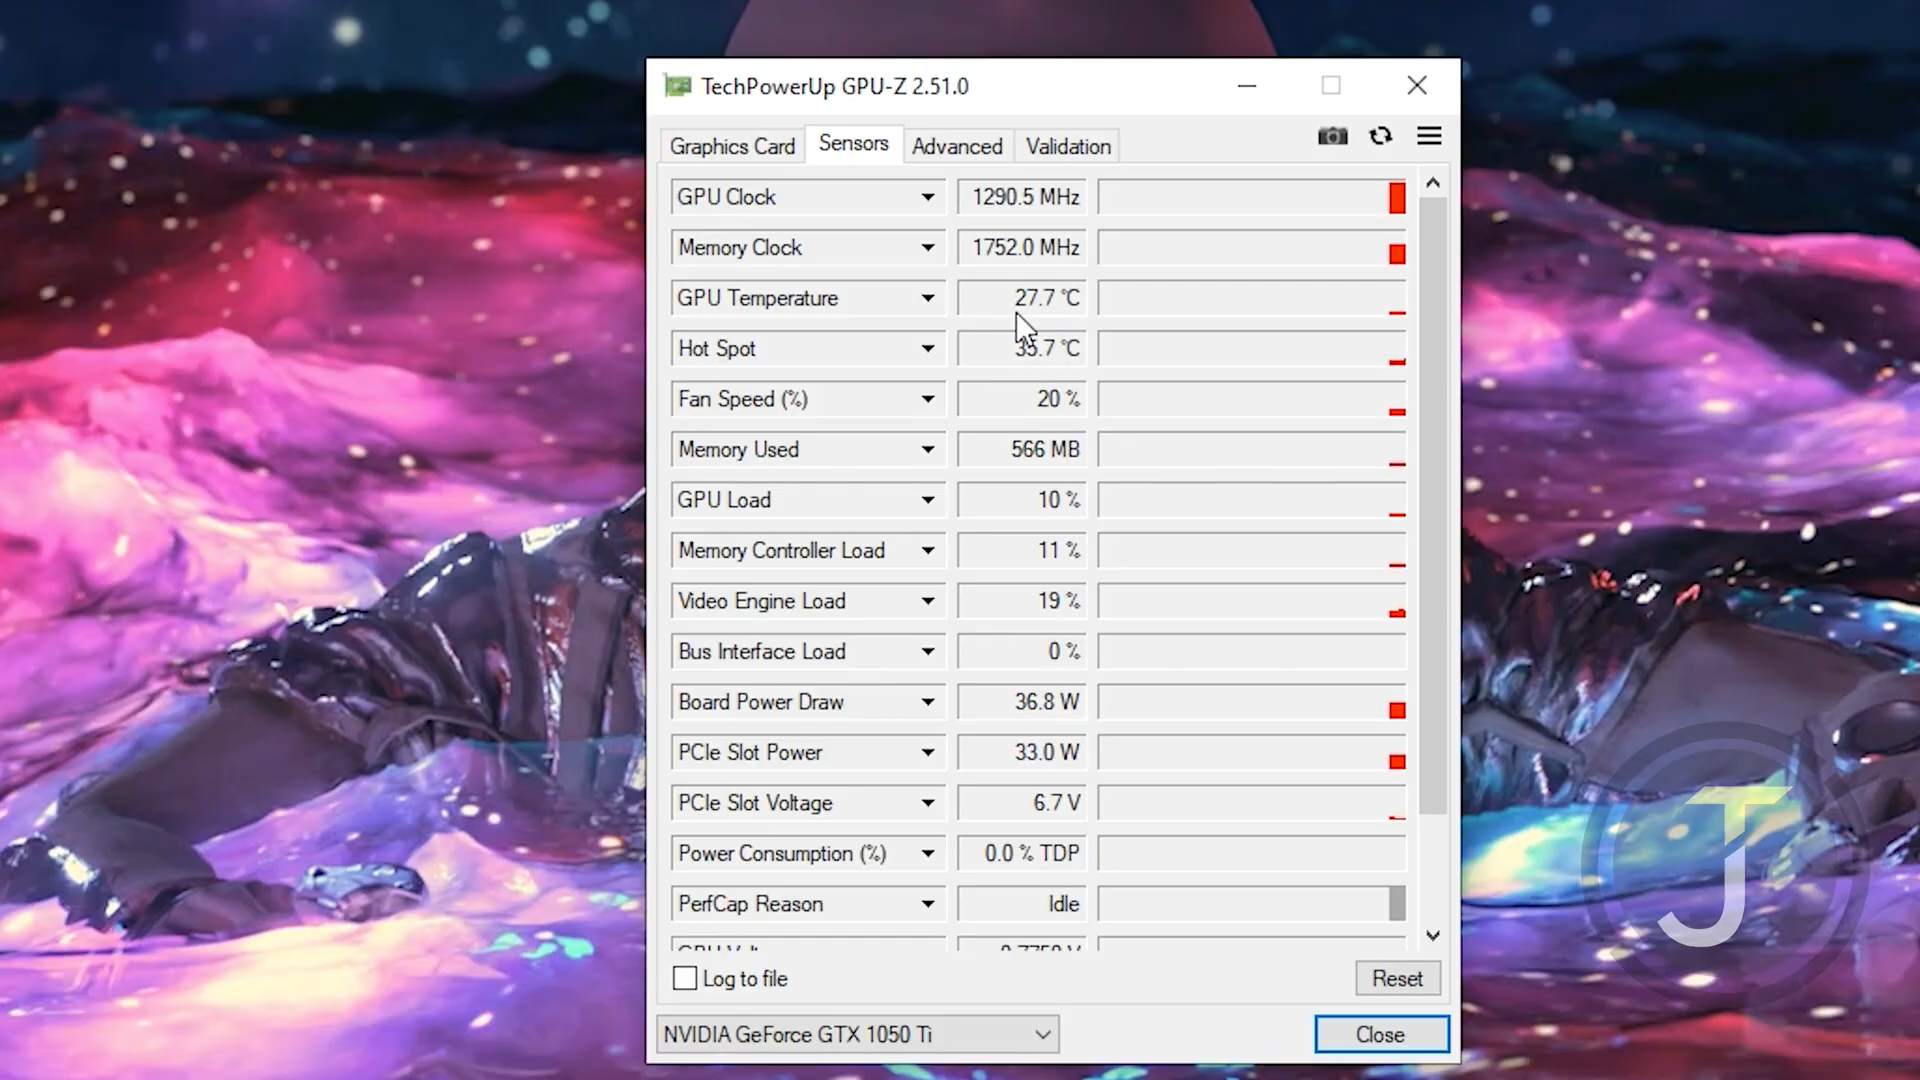 TechPowerUp GPU-Z 2.51.0
Graphics Card Sensors Advanced Validation
GPU Clock 1290.5 MHz
Memory Clock 1752.0 MHz
GPU Temperature 27.7 °C
Hot Spot 35.7 °C
Fan Speed (%) 20 %
Memory Used 566 MB
GPU Load 10 %
Memory Controller Load 11 %
Video Engine Load 19 %
Bus Interface Load 0 %
Board Power Draw 36.8 W
PCIe Slot Power 33.0 W
PCIe Slot Voltage 6.7 V
Power Consumption (%) 0.0 % TDP
PerfCap Reason Idle
Log to file Reset
NVIDIA GeForce GTX 1050 Ti Close